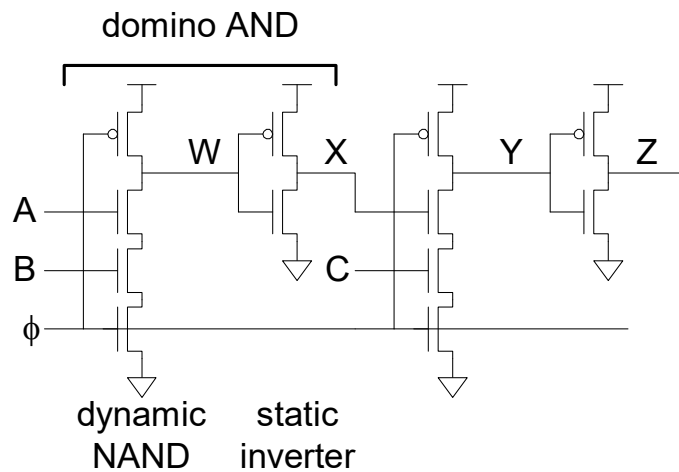 domino AND
W
X
Y
Z
A
B
C
ϕ
dynamic
NAND
static
inverter